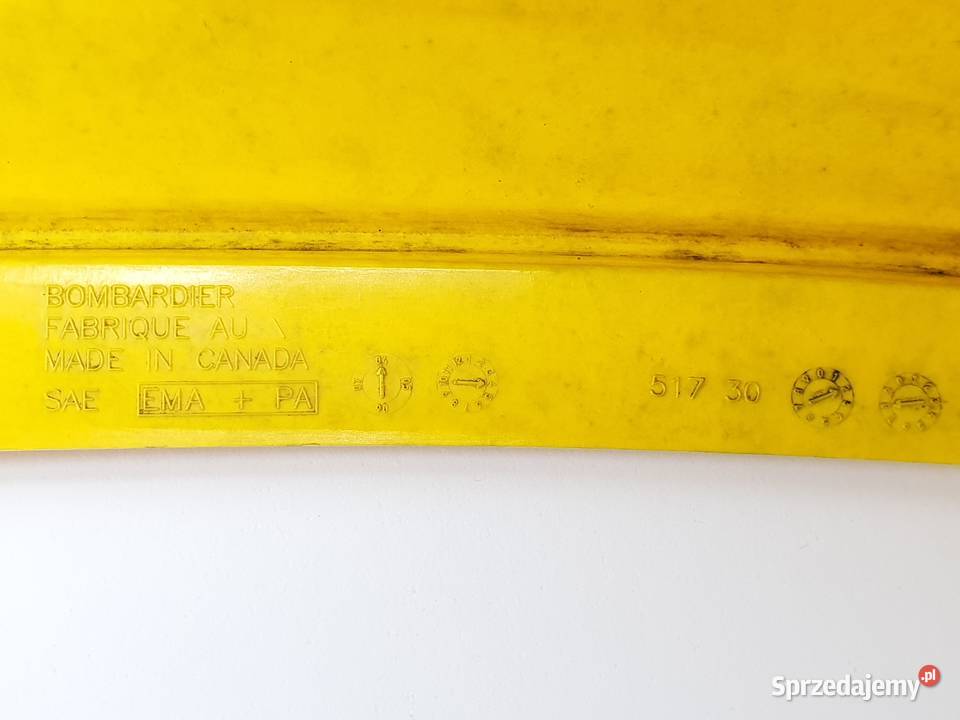 BOMBARDIER
FABRIQUE AU
MADE IN CANADA
SAE EMA + PA
517 30
Sprzedajemy.pl